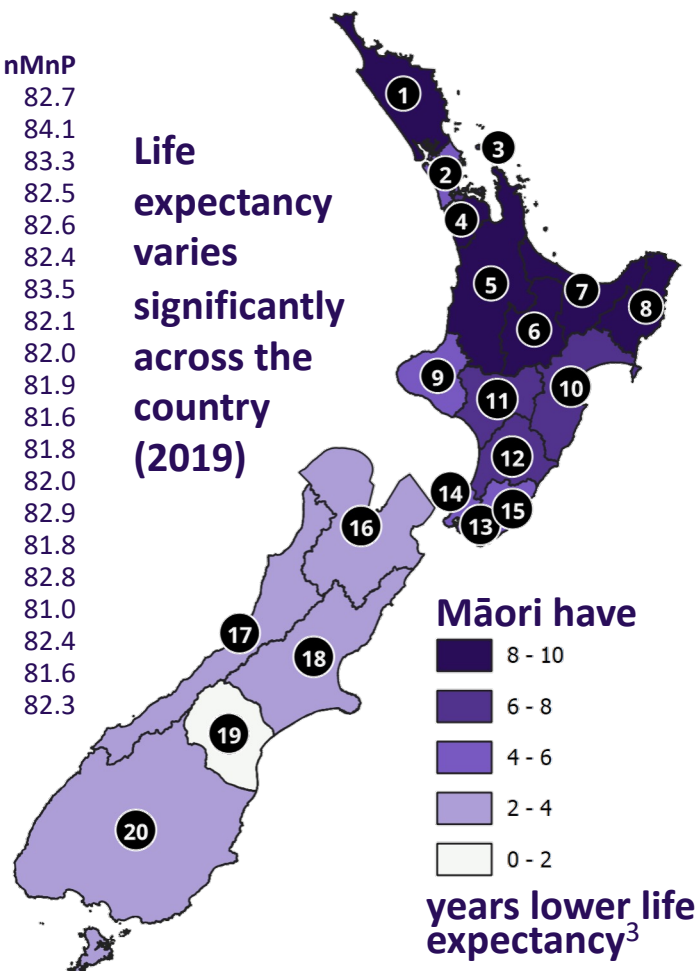 nMnP
82.7
84.1
83.3
82.5
82.6
82.4
83.5
82.1
82.0
81.9
81.6
81.8
82.0
82.9
81.8
82.8
81.0
82.4
81.6
82.3
Life
expectancy
varies
significantly
across the
country
(2019)
1
2
3
4
5
6
7
8
9
10
11
12
13
14
15
16
17
18
19
20
Māori have
8 - 10
6 - 8
4 - 6
2 - 4
0 - 2
years lower life
expectancy³